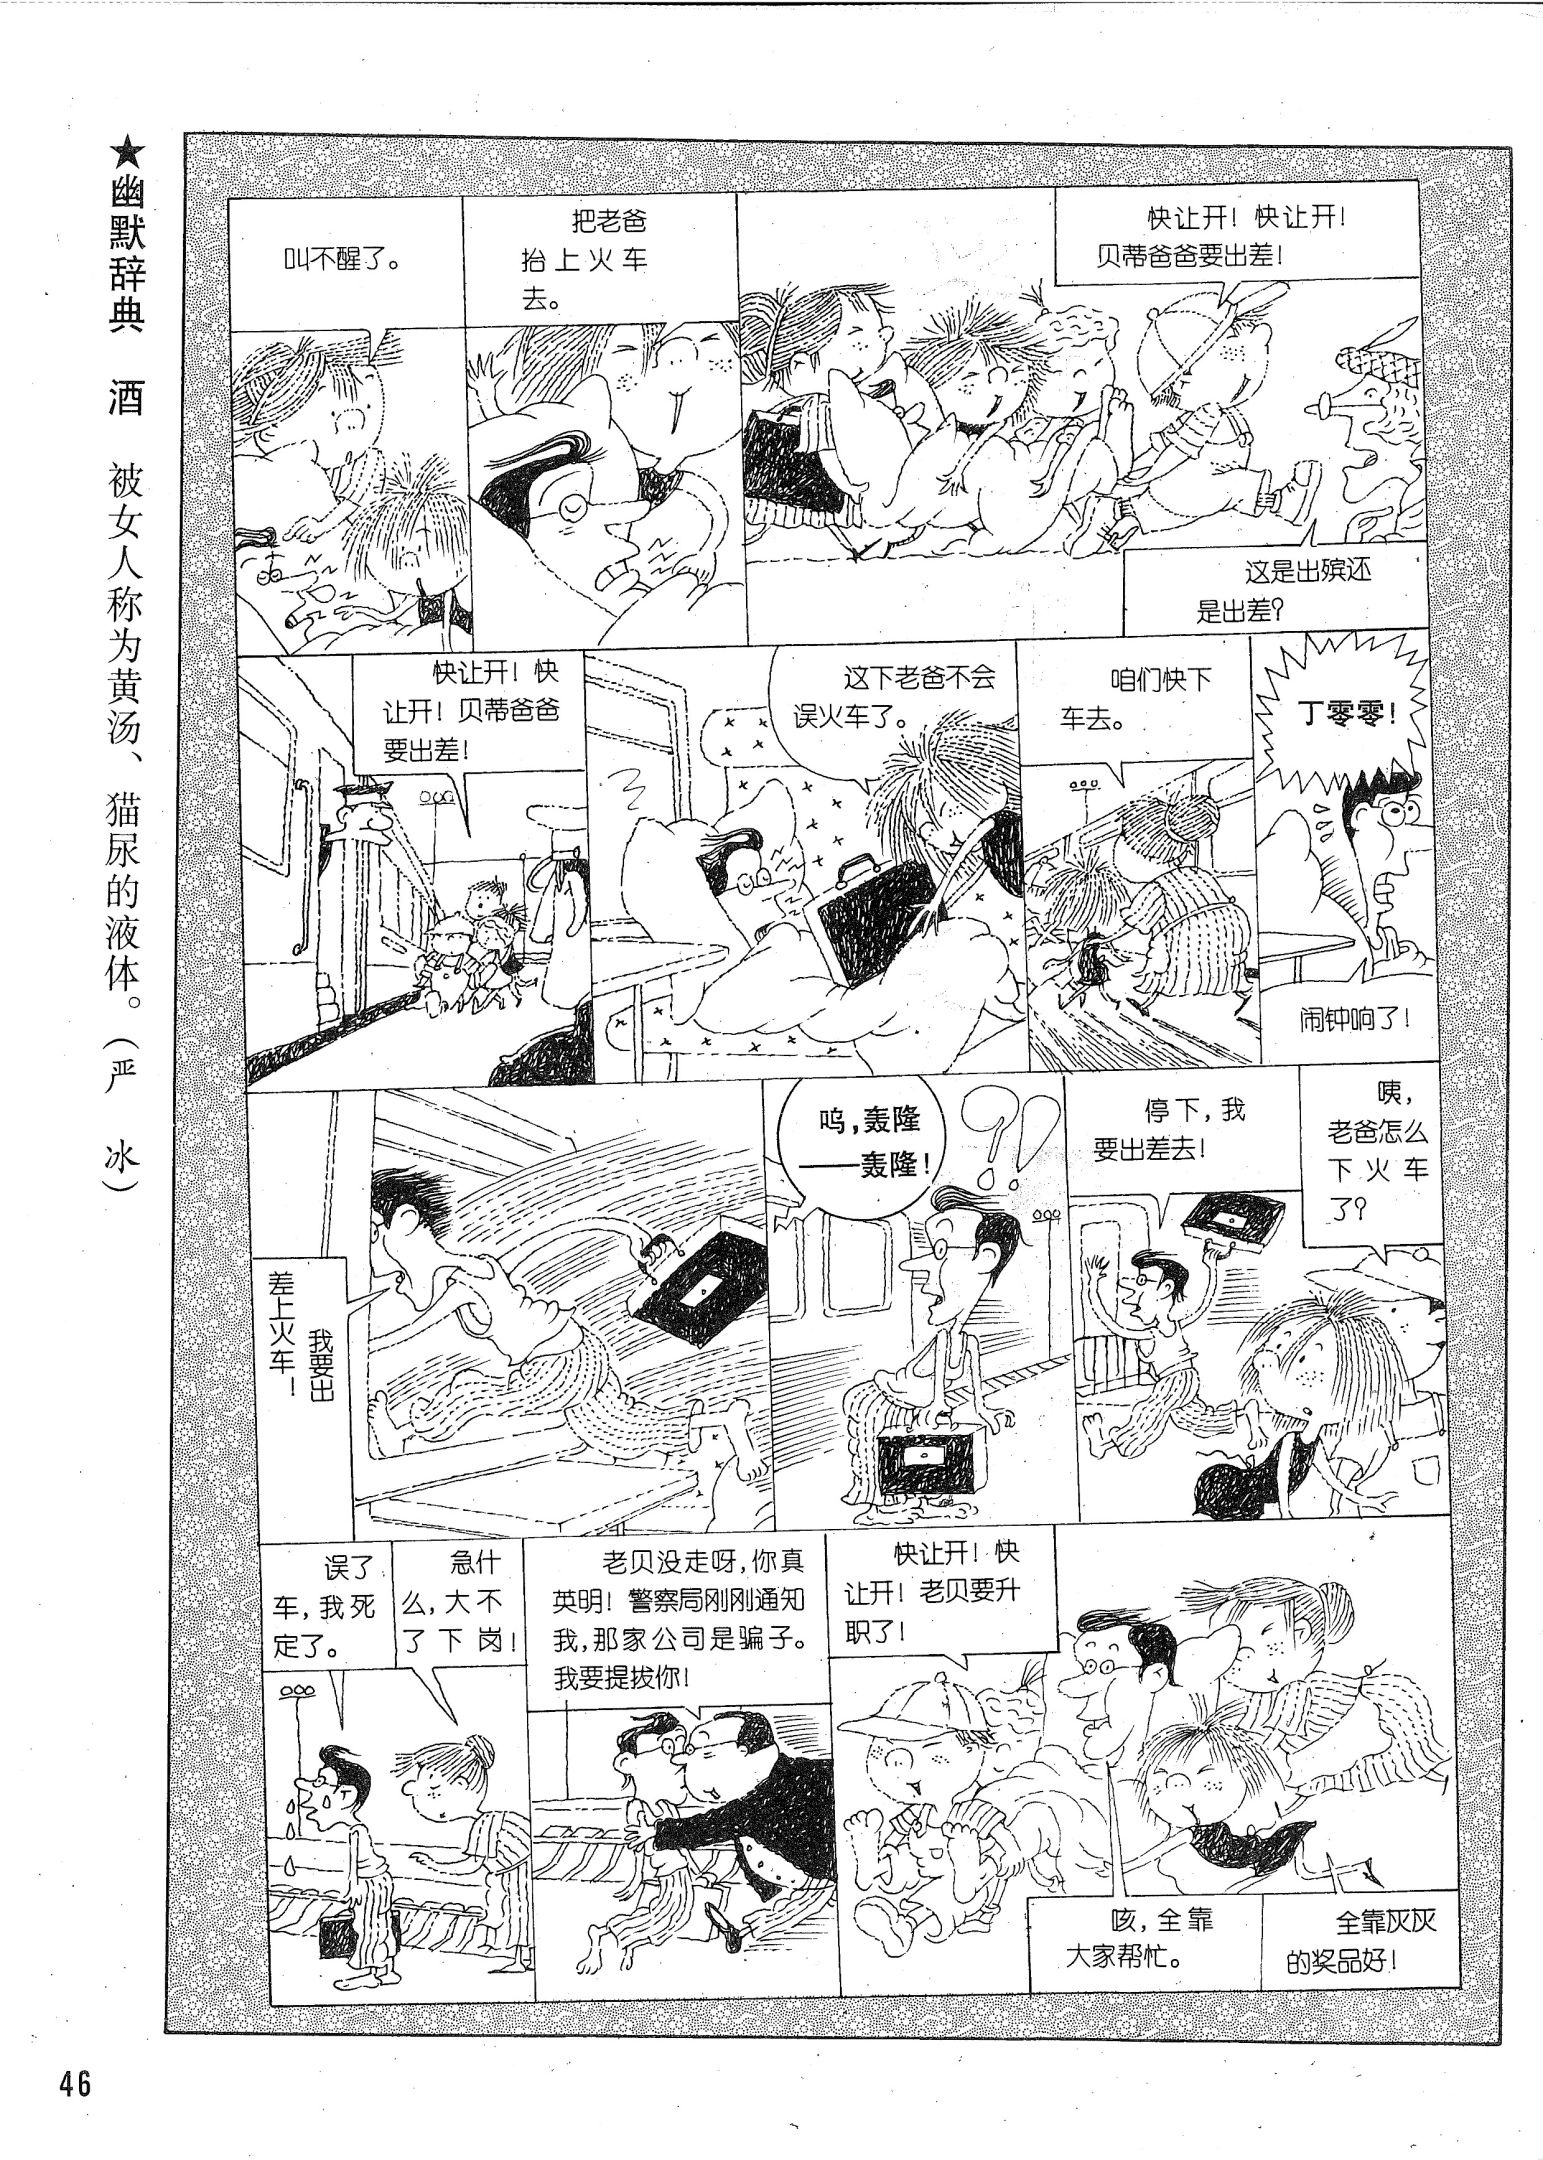 ★幽默辞典 酒 被女人称为黄汤、猫尿的液体。(严 冰)
叫不醒了。
把老爸
抬上火车
去。
快让开！快让开！
贝蒂爸爸要出差！
这是出殡还
是出差？
快让开！快
让开！贝蒂爸爸
要出差！
这下老爸不会
误火车了。
咱们快下
车去。
丁零零！
闹钟响了！
我要出
差上火车！
呜，轰隆
——轰隆！
?!
停下，我
要出差去！
咦，
老爸怎么
下火车
了？
误了
车，我死
定了。
急什
么，大不
了下岗！
老贝没走呀，你真
英明！警察局刚刚通知
我，那家公司是骗子。
我要提拔你！
快让开！快
让开！老贝要升
职了！
咳，全靠
大家帮忙。
全靠灰灰
的奖品好！
46